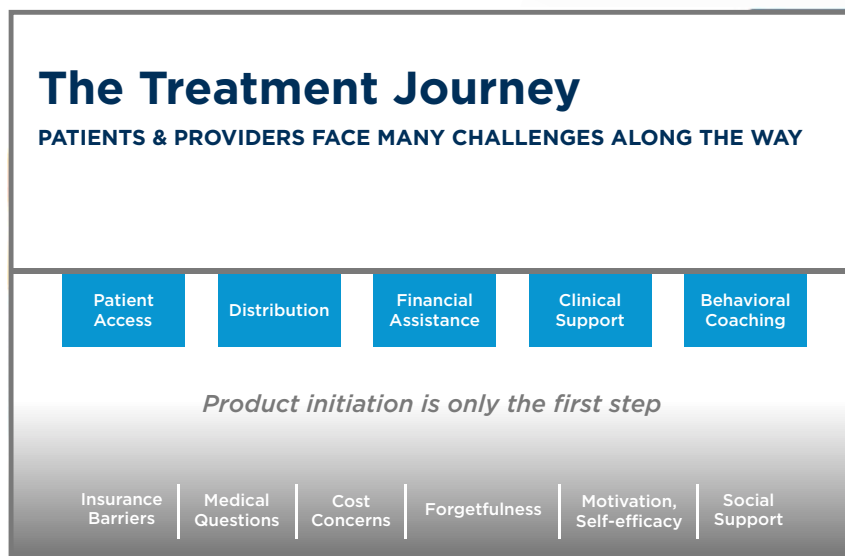 The Treatment Journey
PATIENTS & PROVIDERS FACE MANY CHALLENGES ALONG THE WAY
Patient
Access
Distribution
Financial
Assistance
Clinical
Support
Behavioral
Coaching
Product initiation is only the first step
Insurance
Barriers
Medical
Questions
Cost
Concerns
Forgetfulness
Motivation,
Self-efficacy
Social
Support